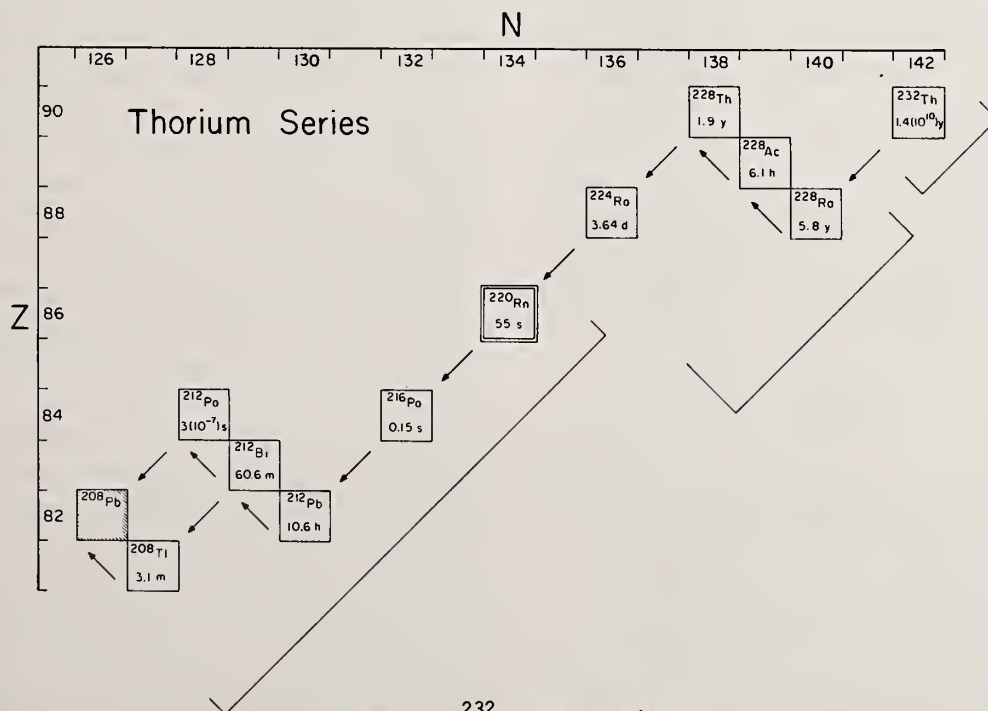 N
126 128 130 132 134 136 138 140 142
Thorium Series
Z
90
88
86
84
82
²²⁸Th
1.9 y
²³²Th
1.4(10¹⁰)y
²²⁸Ac
6.1 h
²²⁴Ra
3.64 d
²²⁸Ra
5.8 y
²²⁰Rn
55 s
²¹²Po
3(10⁻⁷)s
²¹⁶Po
0.15 s
²¹²Bi
60.6 m
²⁰⁸Pb
²¹²Pb
10.6 h
²⁰⁸Tl
3.1 m
232